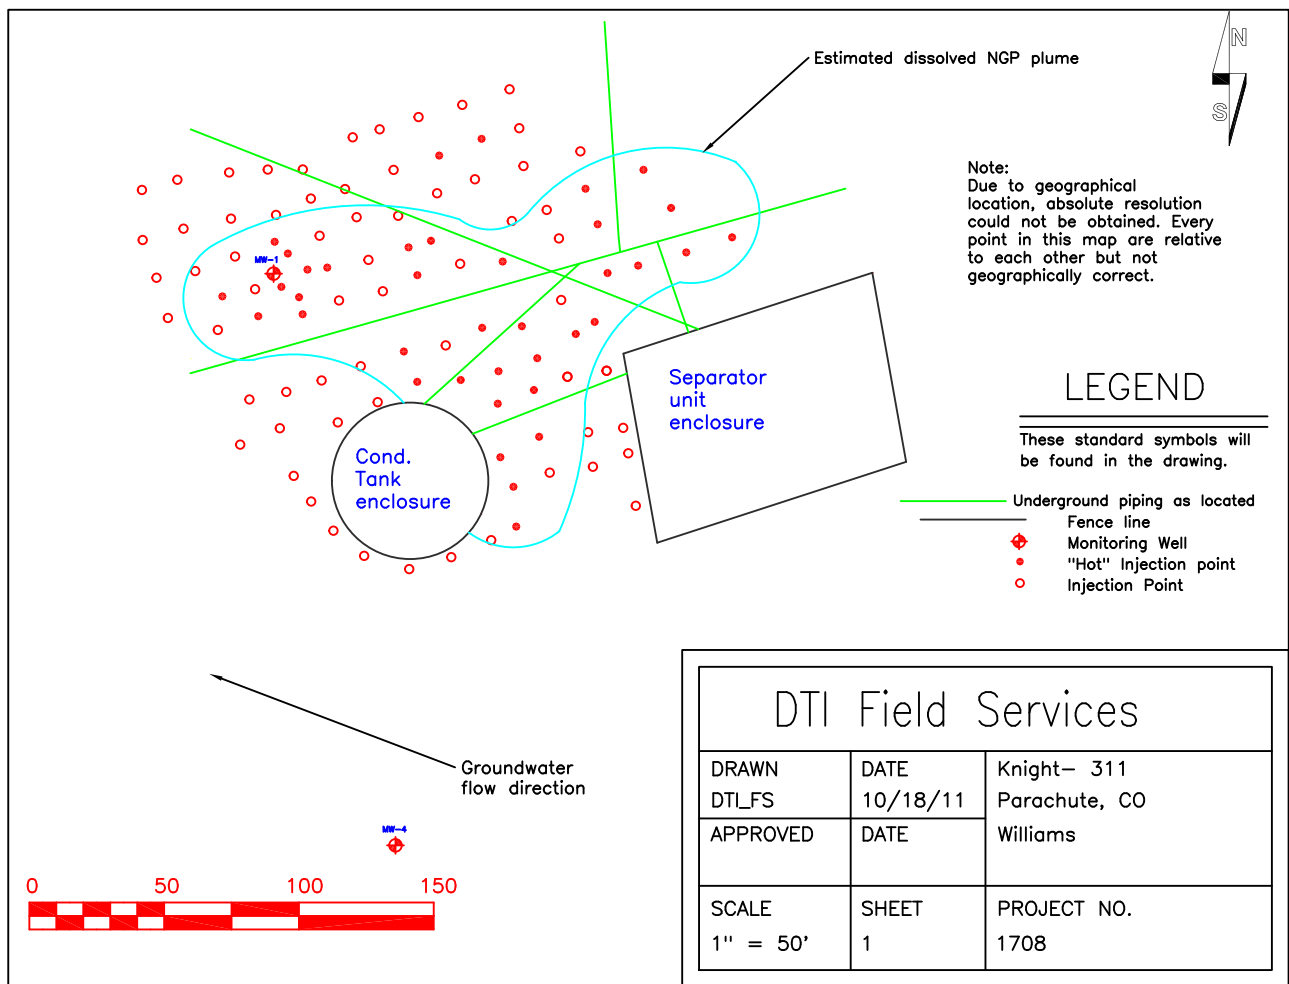 Estimated dissolved NGP plume
N
S
Note:
Due to geographical
location, absolute resolution
could not be obtained. Every
point in this map are relative
to each other but not
geographically correct.
MW-1
Separator
unit
enclosure
Cond.
Tank
enclosure
LEGEND
These standard symbols will
be found in the drawing.
Underground piping as located
Fence line
Monitoring Well
"Hot" Injection point
Injection Point
Groundwater
flow direction
MW-4
0 50 100 150
DTI Field Services
DRAWN
DTI_FS
DATE
10/18/11
Knight- 311
Parachute, CO
Williams
APPROVED
DATE
SCALE
1" = 50'
SHEET
1
PROJECT NO.
1708